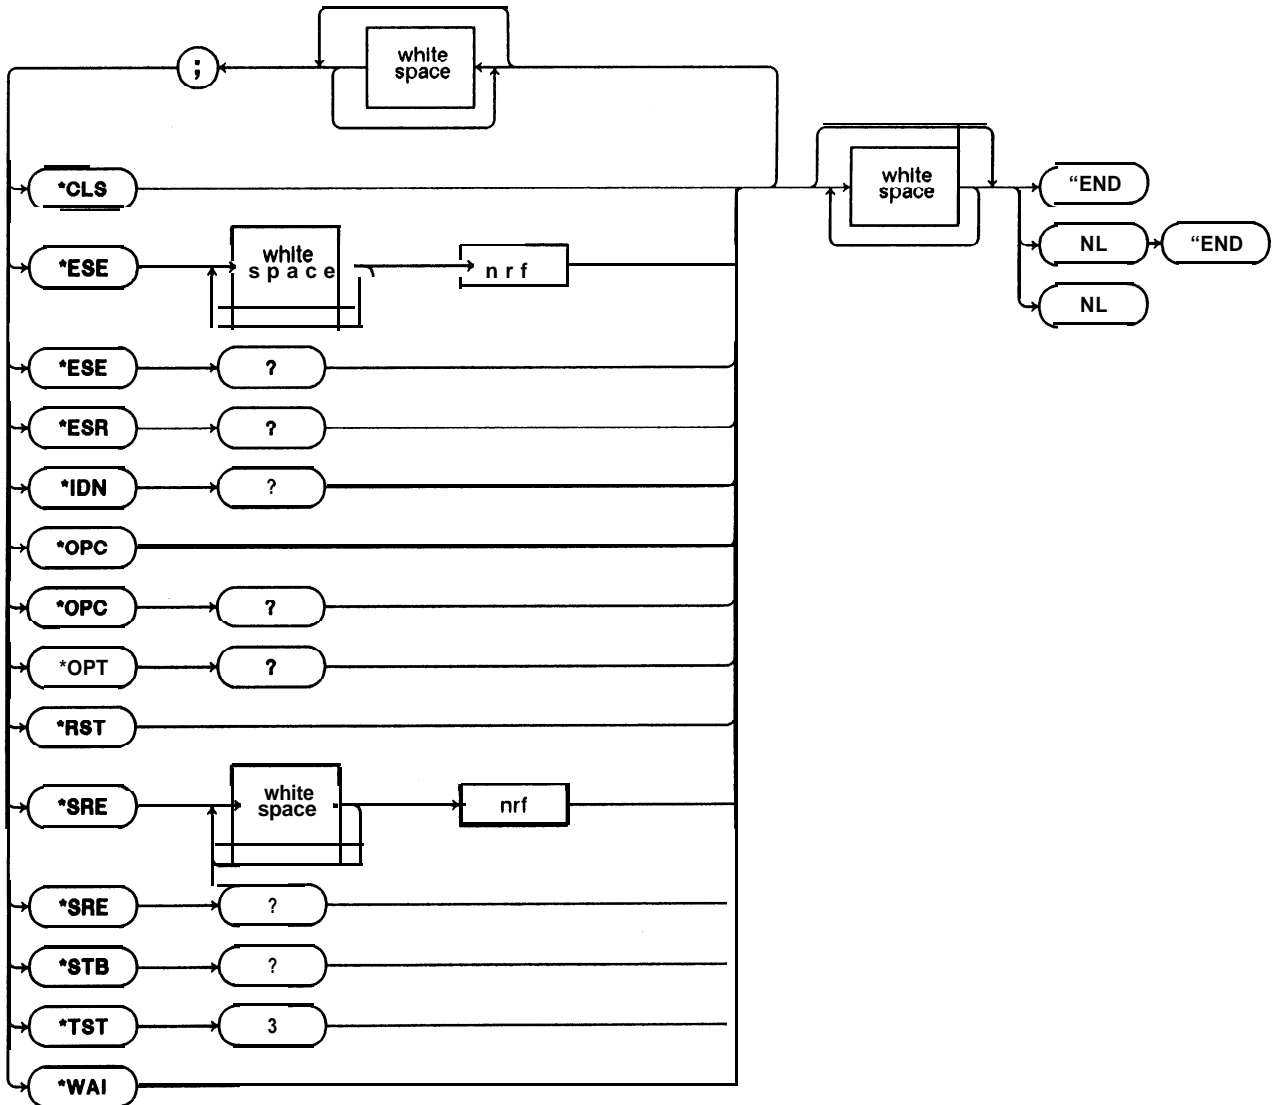 white
space
;
*CLS
white
space
“END
NL
“END
NL
*ESE
white
space
nrf
*ESE
?
*ESR
?
*IDN
?
*OPC
*OPC
?
*OPT
?
*RST
*SRE
white
space
nrf
*SRE
?
*STB
?
*TST
3
*WAI